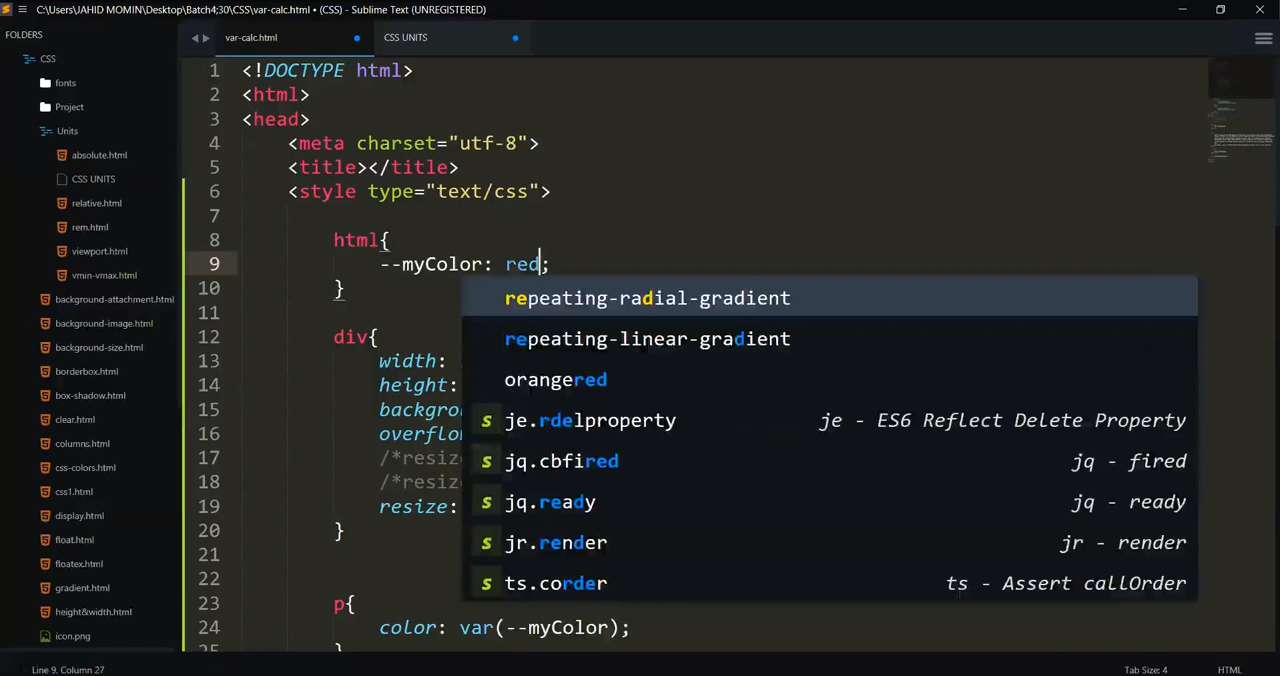 C:\Users\JAHID MOMIN\Desktop\Batch4;30\CSS\var-calc.html • (CSS) - Sublime Text (UNREGISTERED)
FOLDERS
CSS
fonts
Project
Units
absolute.html
CSS UNITS
relative.html
rem.html
viewport.html
vmin-vmax.html
background-attachment.html
background-image.html
background-size.html
borderbox.html
box-shadow.html
clear.html
columns.html
css-colors.html
css1.html
display.html
float.html
floatex.html
gradient.html
height&width.html
icon.png
var-calc.html
CSS UNITS
1 <!DOCTYPE html>
2 <html>
3 <head>
4 <meta charset="utf-8">
5 <title></title>
6 <style type="text/css">
7
8 html{
9 --myColor: red;
10 }
11
12 div{
13 width:
14 height:
15 backgrou
16 overflow
17 /*resize
18 /*resize
19 resize:
20 }
21
22
23 p{
24 color: var(--myColor);
25 }
repeating-radial-gradient
repeating-linear-gradient
orangered
s je.rdelproperty je - ES6 Reflect Delete Property
s jq.cbfired jq - fired
s jq.ready jq - ready
s jr.render jr - render
s ts.corder ts - Assert callOrder
Line 9, Column 27
Tab Size: 4
HTML